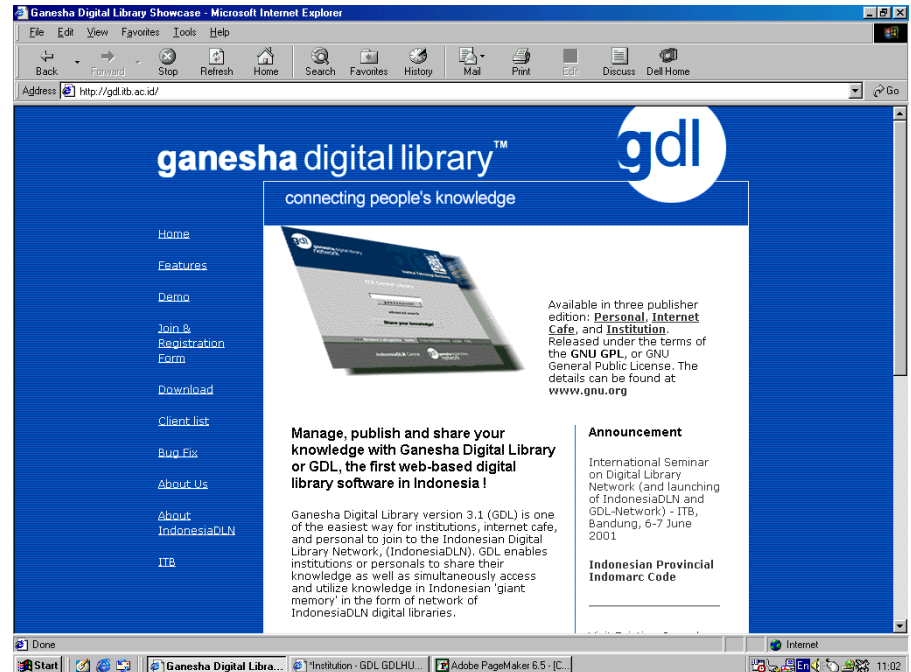 Ganesha Digital Library Showcase - Microsoft Internet Explorer
File Edit View Favorites Tools Help
Back Forward Stop Refresh Home Search Favorites History Mail Print Edit Discuss Dell Home
Address http://gdl.itb.ac.id/ Go
ganesha digital library™
gdl
connecting people's knowledge
Home
Features
Demo
Join &
Registration
Form
Download
Client list
Bug Fix
About Us
About
IndonesiaDLN
ITB
gdl
network
Share your knowledge!
Available in three publisher
edition: Personal, Internet
Cafe, and Institution.
Released under the terms of
the GNU GPL, or GNU
General Public License. The
details can be found at
www.gnu.org
Manage, publish and share your
knowledge with Ganesha Digital Library
or GDL, the first web-based digital
library software in Indonesia !
Ganesha Digital Library version 3.1 (GDL) is one
of the easiest way for institutions, internet cafe,
and personal to join to the Indonesian Digital
Library Network, (IndonesiaDLN). GDL enables
institutions or personals to share their
knowledge as well as simultaneously access
and utilize knowledge in Indonesian 'giant
memory' in the form of network of
IndonesiaDLN digital libraries.
Announcement
International Seminar
on Digital Library
Network (and launching
of IndonesiaDLN and
GDL-Network) - ITB,
Bandung, 6-7 June
2001
Indonesian Provincial
Indomarc Code
Done Internet
Start Ganesha Digital Libra... "Institution - GDL GDLHU... Adobe PageMaker 6.5 - [C... En 11:02